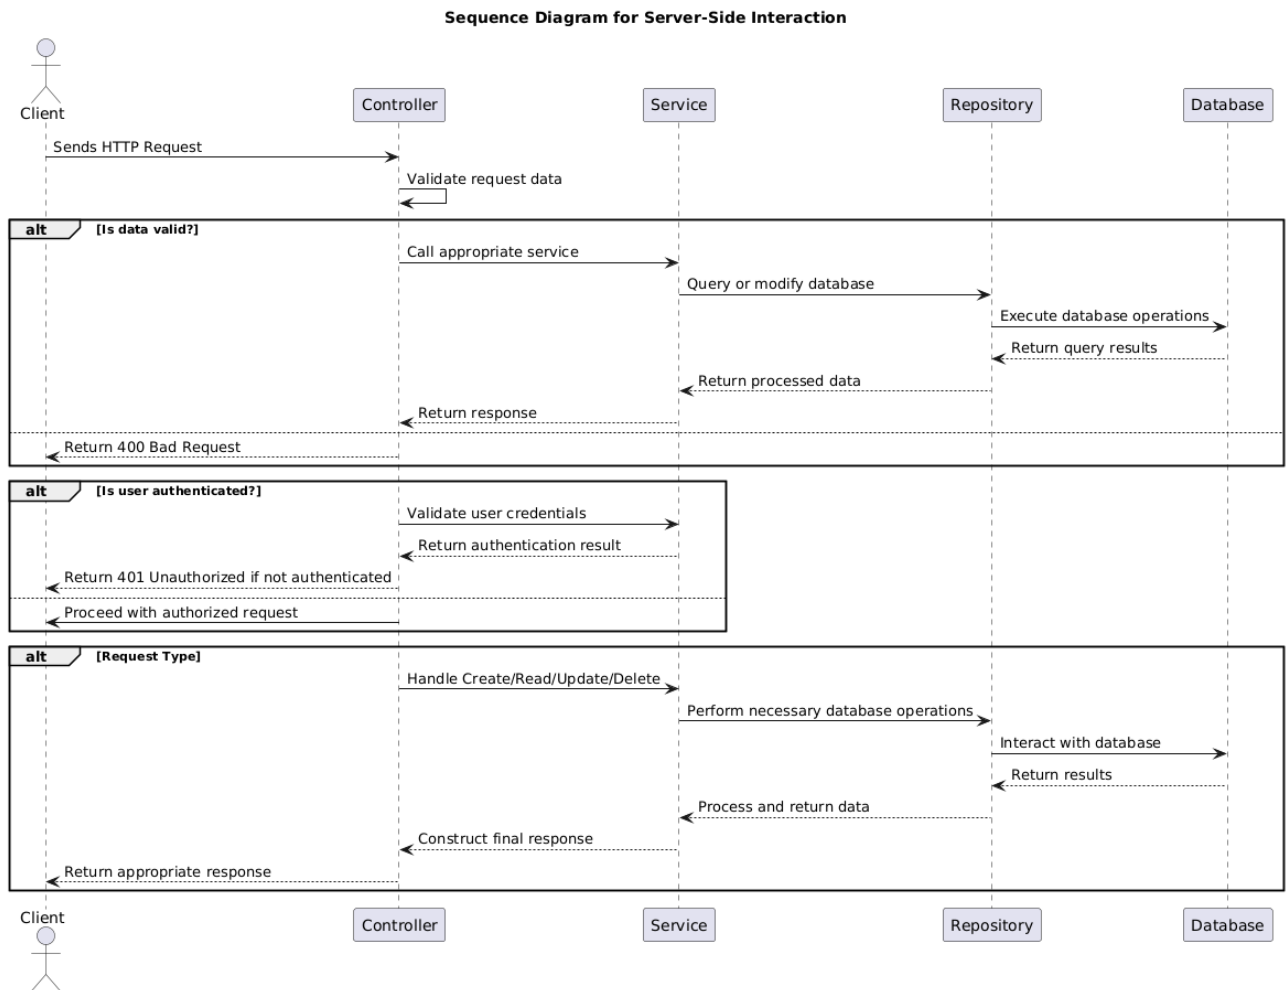 Sequence Diagram for Server-Side Interaction
Client
Controller
Service
Repository
Database
Sends HTTP Request
Validate request data
alt [Is data valid?]
Call appropriate service
Query or modify database
Execute database operations
Return query results
Return processed data
Return response
Return 400 Bad Request
alt [Is user authenticated?]
Validate user credentials
Return authentication result
Return 401 Unauthorized if not authenticated
Proceed with authorized request
alt [Request Type]
Handle Create/Read/Update/Delete
Perform necessary database operations
Interact with database
Return results
Process and return data
Construct final response
Return appropriate response
Client
Controller
Service
Repository
Database